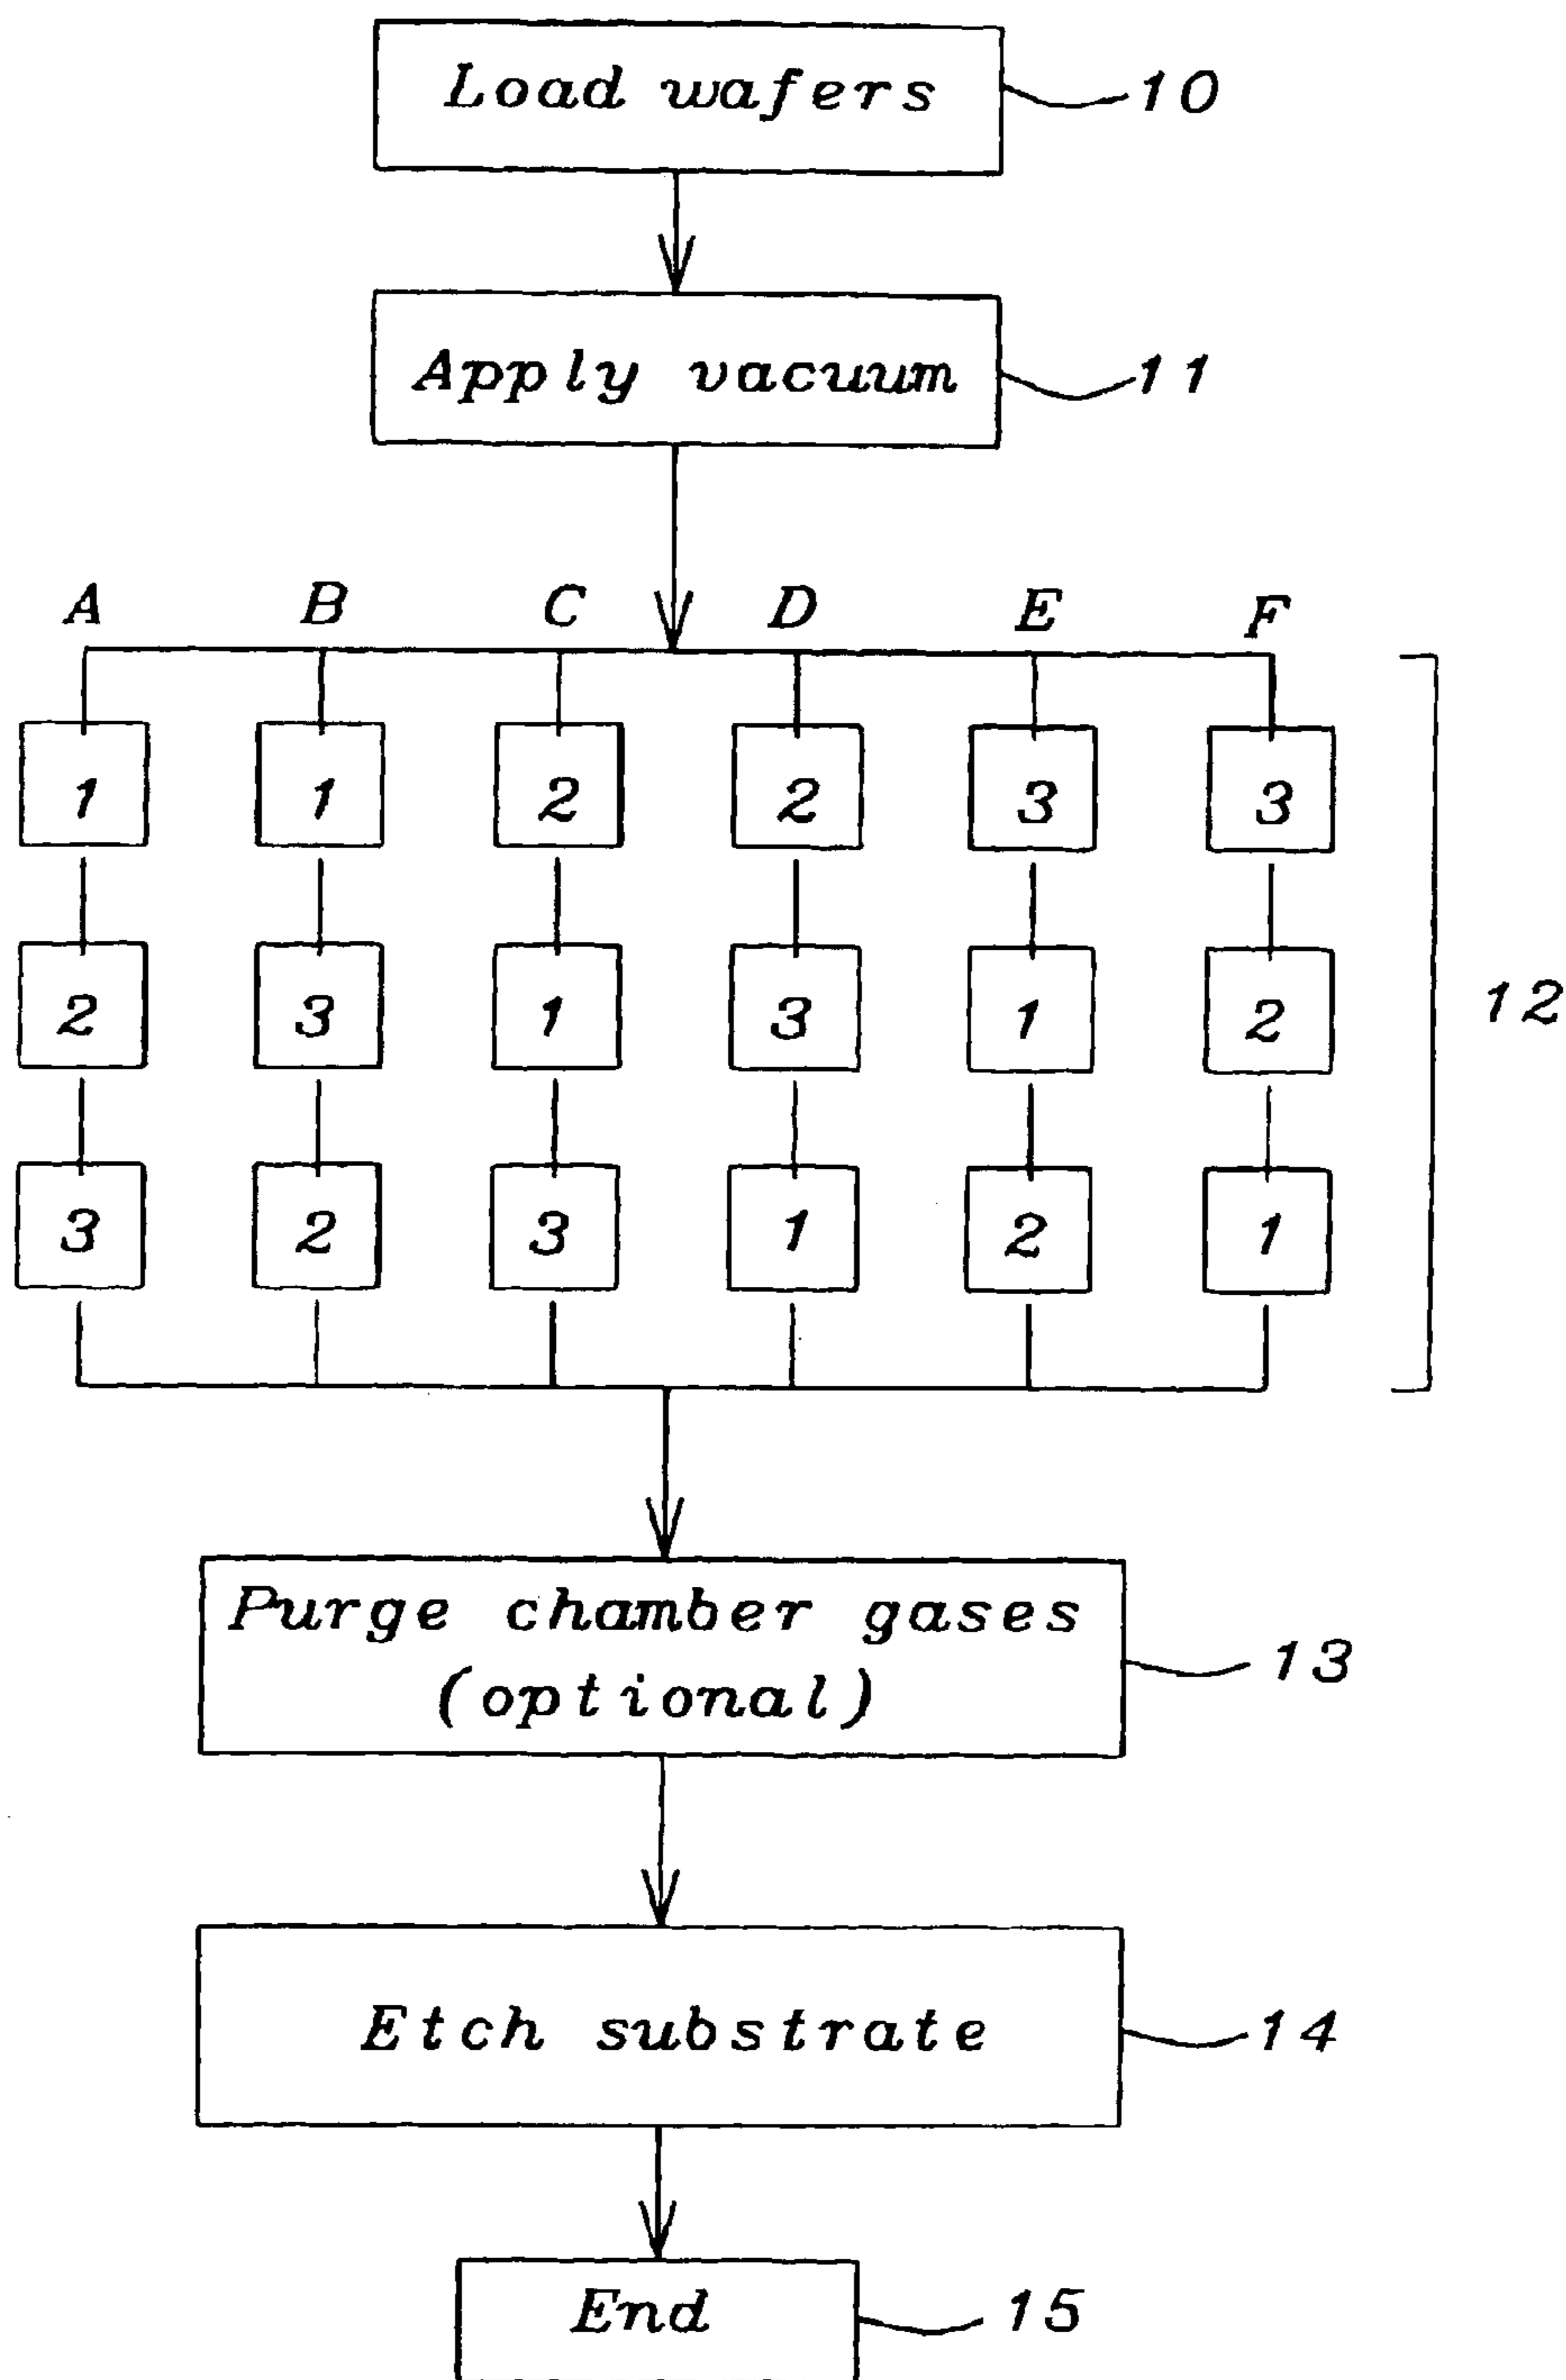 Load wafers 10
Apply vacuum 11
A B C D E F
1 1 2 2 3 3
2 3 1 3 1 2
12
3 2 3 1 2 1
Purge chamber gases
(optional)
13
Etch substrate 14
End 15